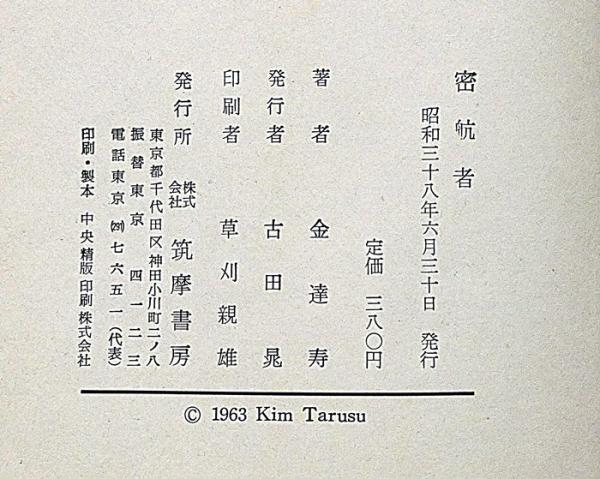 密航者
昭和三十八年六月三十日 発行
定価 三八〇円
著者 金達寿
発行者 古田晁
印刷者 草刈親雄
発行所 株式会社 筑摩書房
東京都千代田区神田小川町二ノ八
振替東京 四一二三
電話東京(291)七六五一(代表)
印刷・製本 中央精版印刷株式会社
© 1963 Kim Tarusu